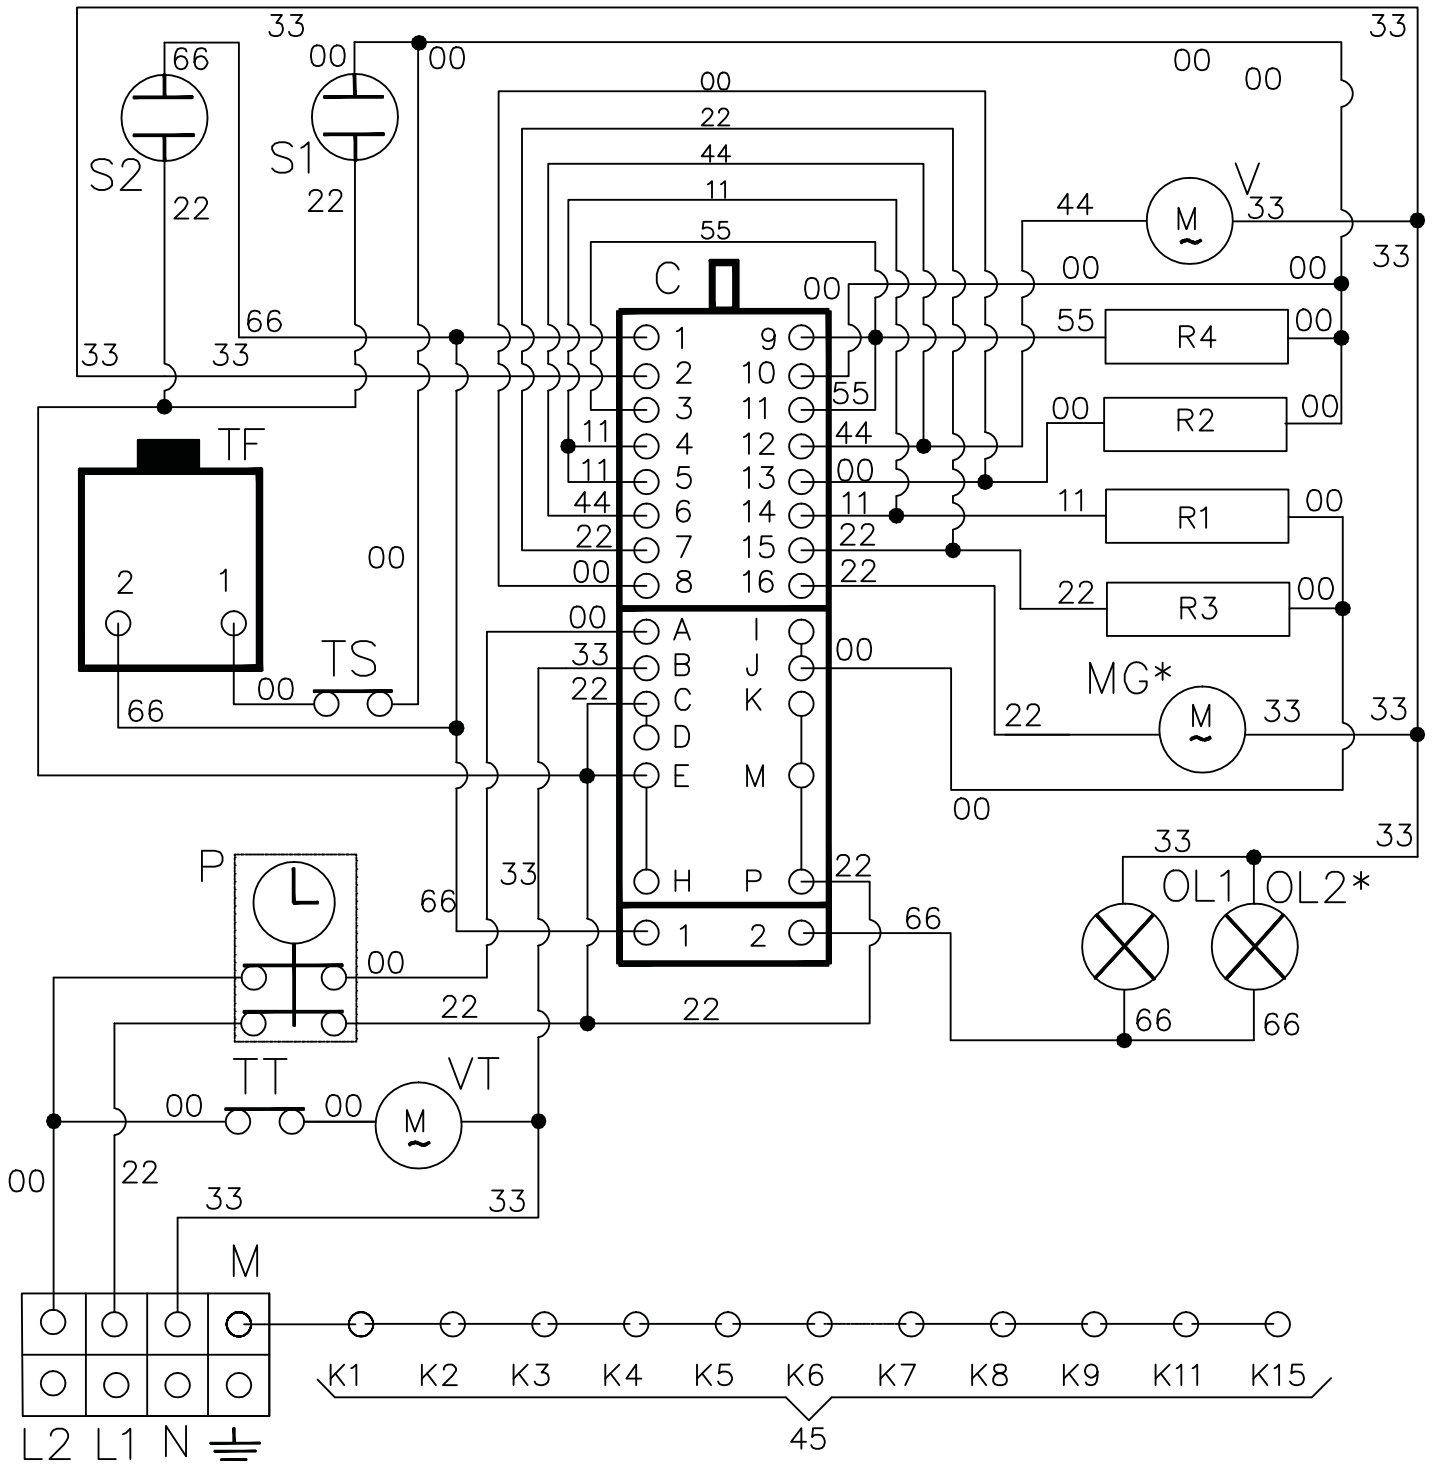 33 33
66 00 00 00 00
00
22
S2 S1 44 V
22 22 11 44 M 33
55 33
C 00 00 00
66 1 9 55 R4 00
33 33 2 10
3 11 55 00 R2 00
TF 11 4 12 44
11 5 13 00
44 6 14 11 11 R1 00
00 22 7 15 22
2 1 00 8 16 22 22 R3 00
00 A I
TS 33 B J 00
00 22 C K MG*
66 D 22 M 33 33
E M
00
33 33
P 33 H P 22 OL1 OL2*
66 1 2 66
00
22 22 66 66
TT VT
00 00 M
00 22
33 33
M
K1 K2 K3 K4 K5 K6 K7 K8 K9 K11 K15
L2 L1 N 45